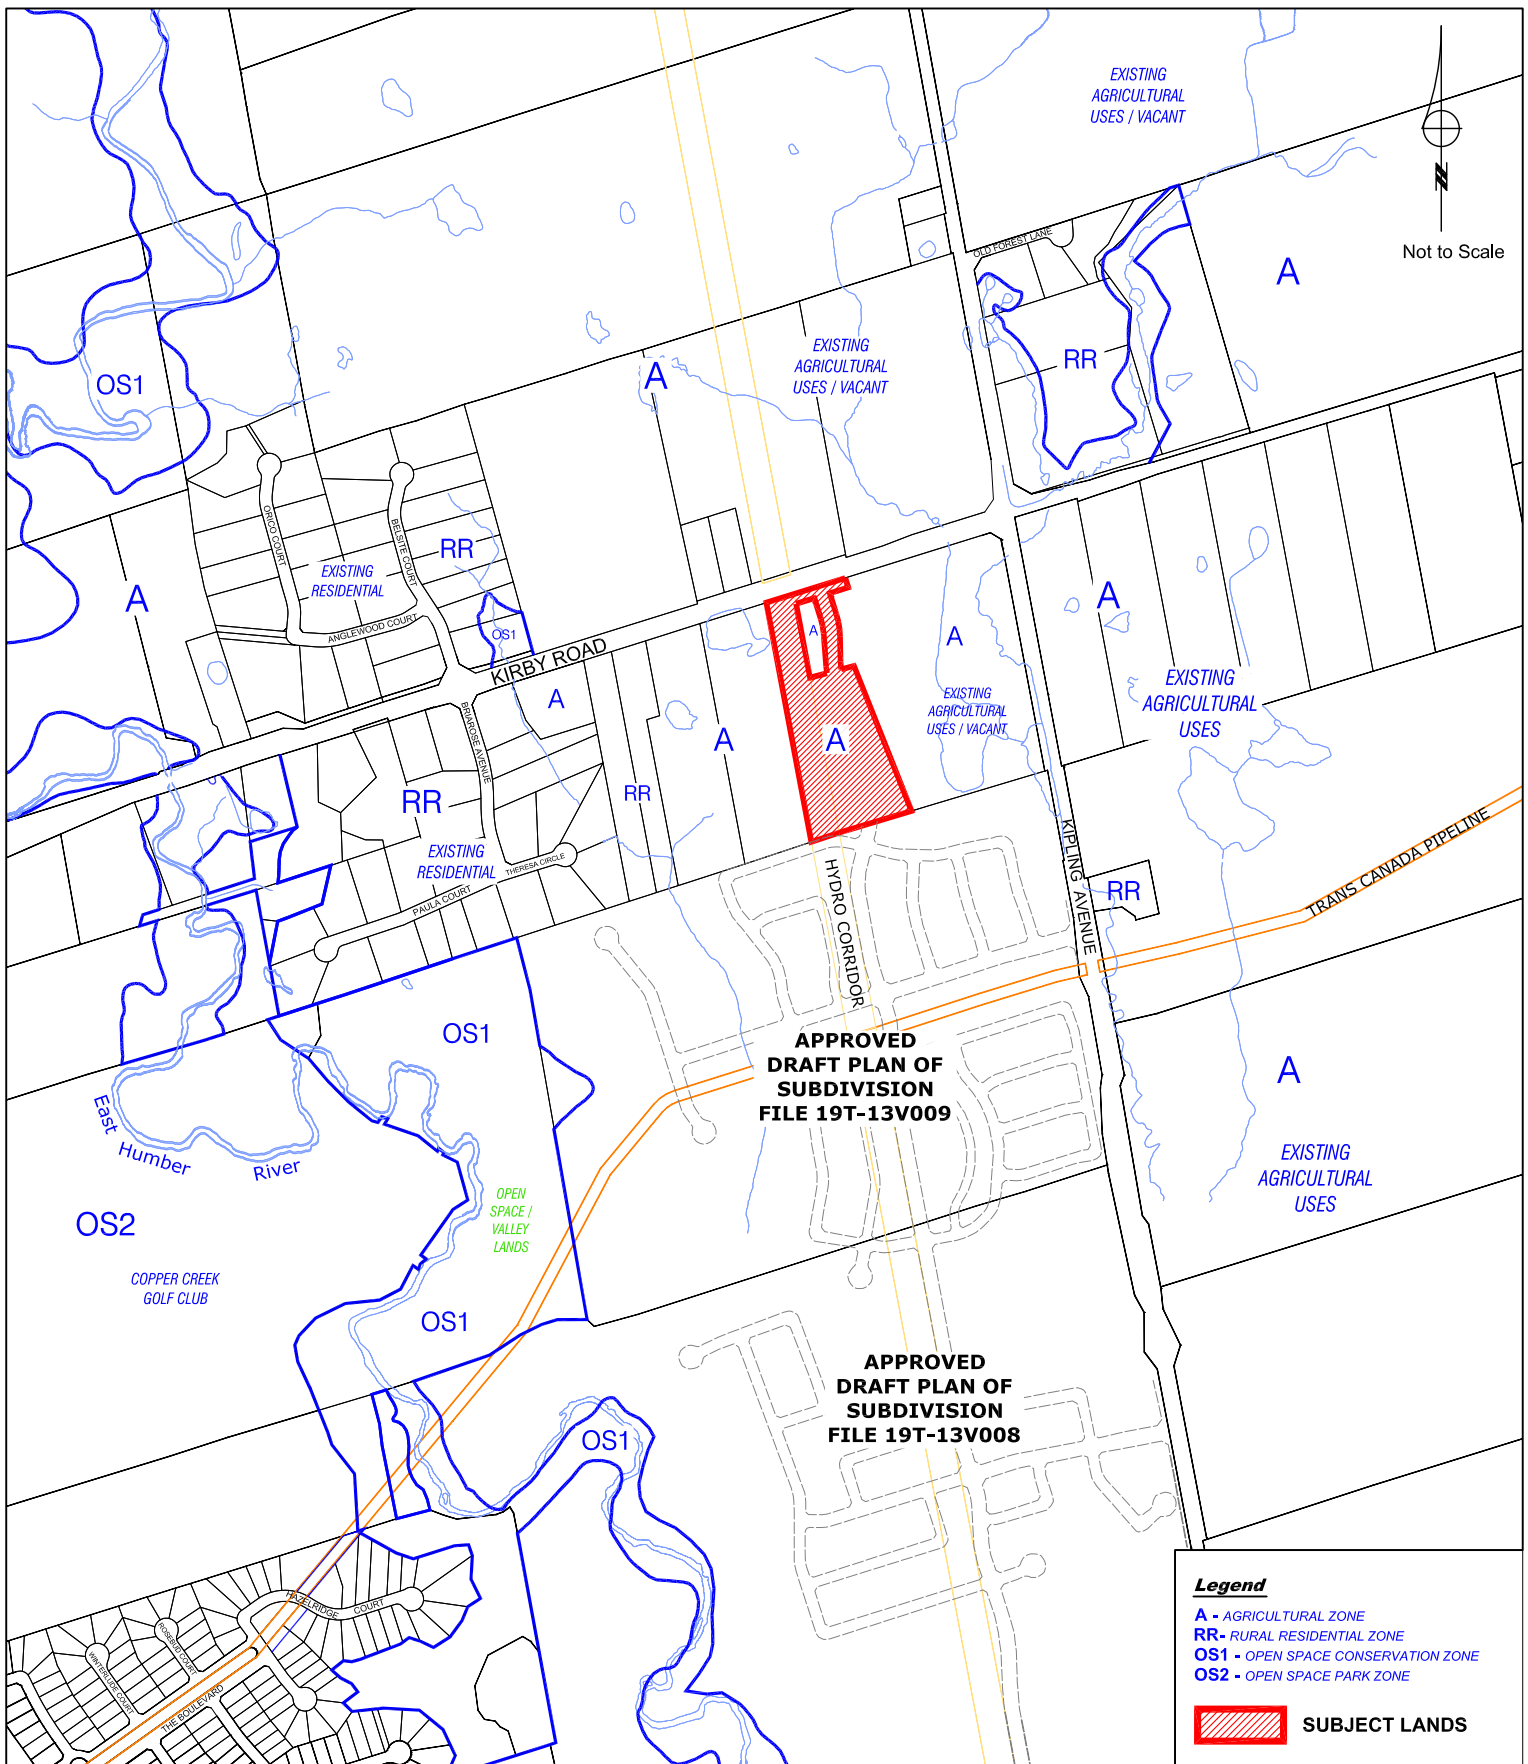 EXISTING
AGRICULTURAL
USES / VACANT
N
Not to Scale
OLD FOREST LANE
A
RR
EXISTING
AGRICULTURAL
USES / VACANT
A
OS1
ORICO COURT
BELSITE COURT
RR
EXISTING
RESIDENTIAL
ANGLEWOOD COURT
OS1
A
KIRBY ROAD
A
A
A
A
EXISTING
AGRICULTURAL
USES
EXISTING
AGRICULTURAL
USES / VACANT
A
BRIAROSE AVENUE
A
A
RR
RR
EXISTING
RESIDENTIAL
THERESA CIRCLE
PAULA COURT
HYDRO CORRIDOR
KIPLING AVENUE
RR
TRANS CANADA PIPELINE
OS1
APPROVED
DRAFT PLAN OF
SUBDIVISION
FILE 19T-13V009
A
East
Humber
River
EXISTING
AGRICULTURAL
USES
OPEN
SPACE /
VALLEY
LANDS
OS2
COPPER CREEK
GOLF CLUB
OS1
APPROVED
DRAFT PLAN OF
SUBDIVISION
FILE 19T-13V008
OS1
HAZELRIDGE COURT
ROSEBUD COURT
WINTERLUDE COURT
THE BOULEVARD
Legend
A - AGRICULTURAL ZONE
RR- RURAL RESIDENTIAL ZONE
OS1 - OPEN SPACE CONSERVATION ZONE
OS2 - OPEN SPACE PARK ZONE
SUBJECT LANDS